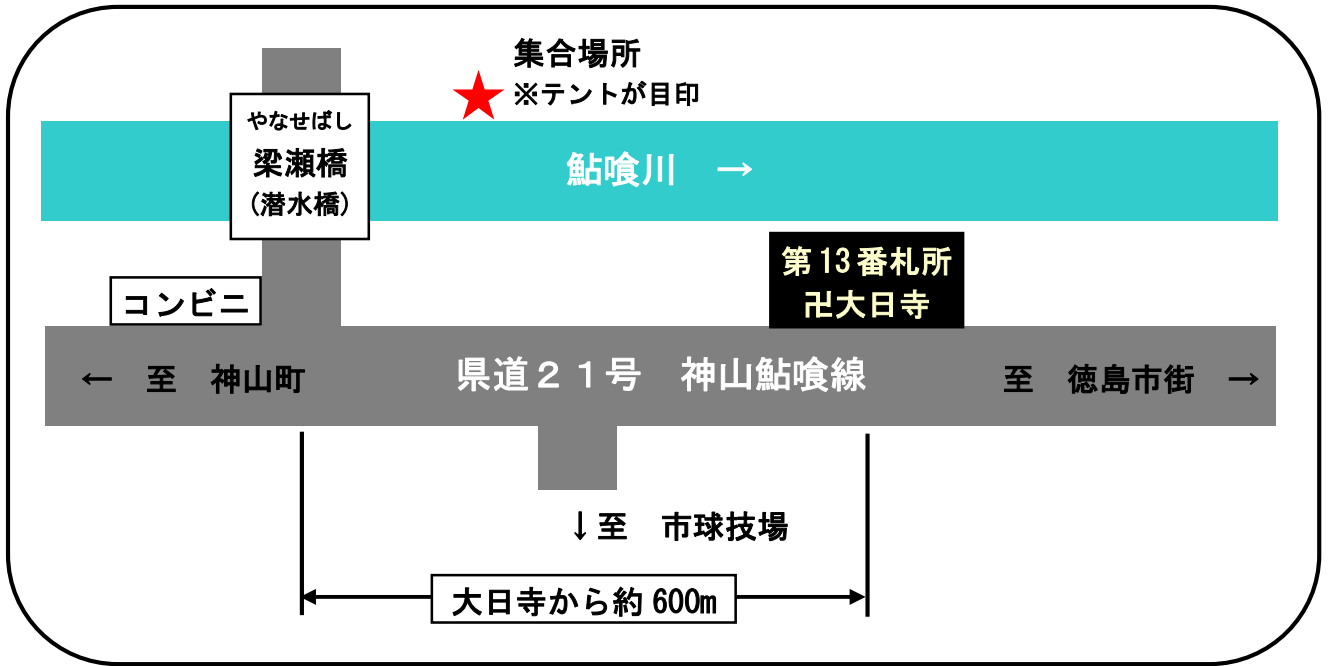 集合場所
※テントが目印
やなせばし
梁瀬橋
(潜水橋)
鮎喰川　→
第13番札所
卍大日寺
コンビニ
←　至　神山町
県道２１号　神山鮎喰線
至　徳島市街　→
↓至　市球技場
大日寺から約600m